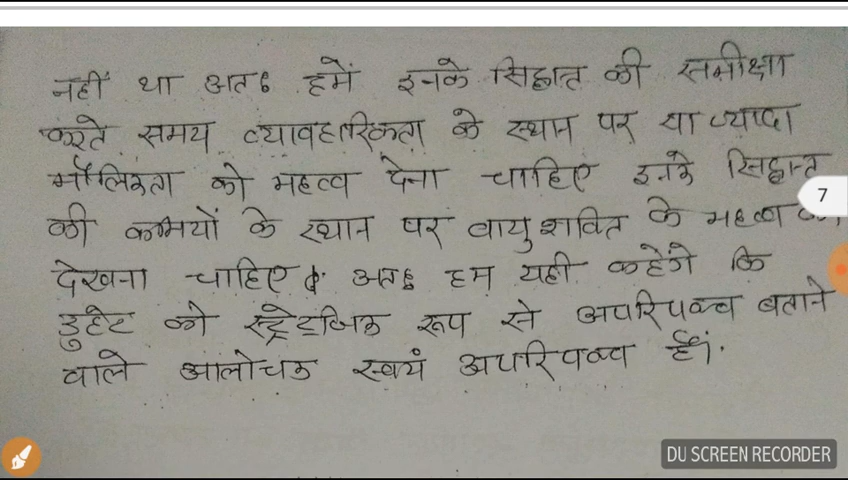 नहीं था अतः हमें इनके सिद्धान्त की समीक्षा
करते समय व्यावहारिकता के स्थान पर या ज्यादा
मौलिकता को महत्व देना चाहिए इनके सिद्धान्त
की कमियों के स्थान पर वायु शक्ति के महत्व
7
देखना चाहिए अतः हम यही कहेंगे कि
डुहेट को स्ट्रेटजिक रूप से अपरिपक्व बताने
वाले आलोचक स्वयं अपरिपक्व हैं।
DU SCREEN RECORDER